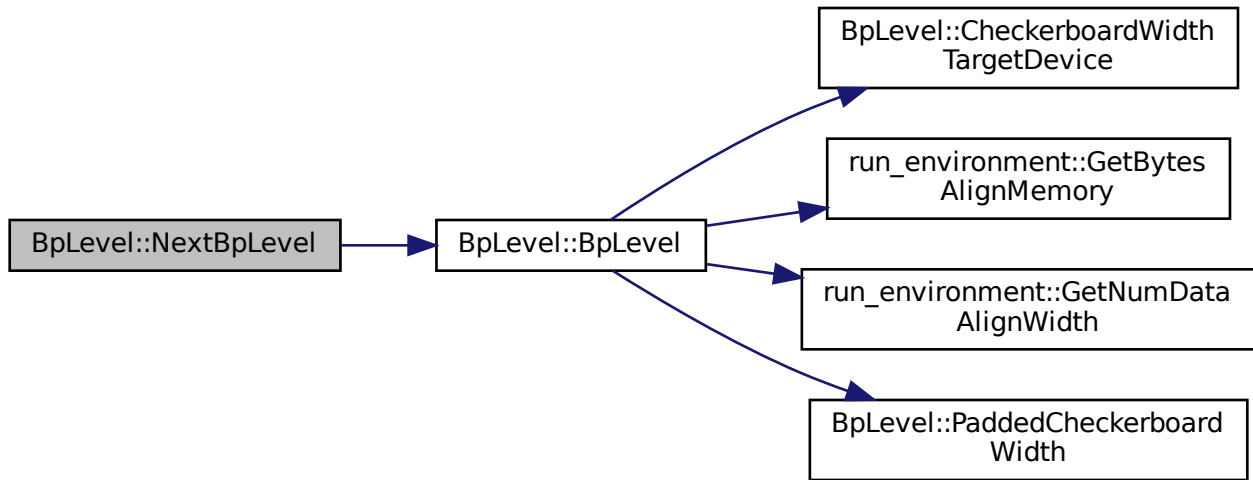 BpLevel::NextBpLevel
BpLevel::BpLevel
BpLevel::CheckerboardWidth
TargetDevice
run_environment::GetBytes
AlignMemory
run_environment::GetNumData
AlignWidth
BpLevel::PaddedCheckerboard
Width